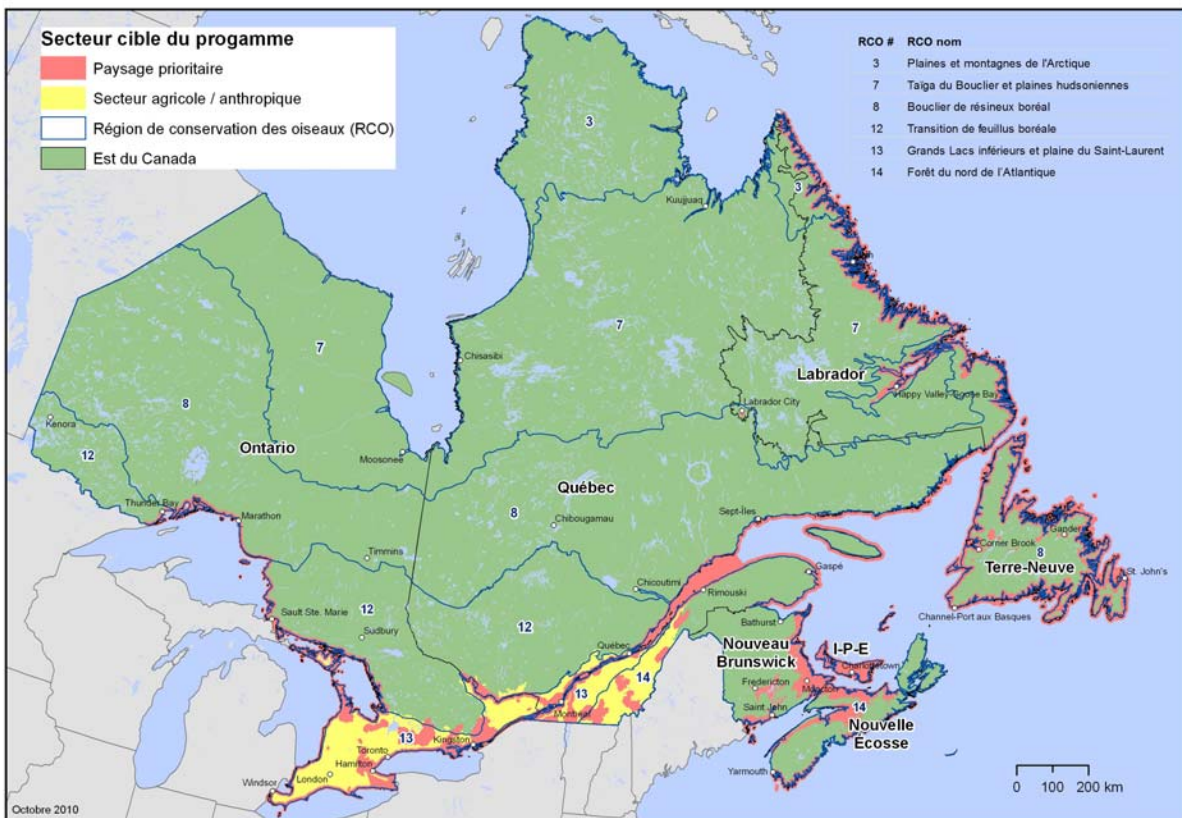 Secteur cible du progamme
Paysage prioritaire
Secteur agricole / anthropique
Région de conservation des oiseaux (RCO)
Est du Canada
RCO # RCO nom
3 Plaines et montagnes de l'Arctique
7 Taïga du Bouclier et plaines hudsoniennes
8 Bouclier de résineux boréal
12 Transition de feuillus boréale
13 Grands Lacs inférieurs et plaine du Saint-Laurent
14 Forêt du nord de l'Atlantique
3
3
Kuujjuaq
7
7
7
Chisasibi
Labrador
Happy Valley-Goose Bay
Labrador City
8
Kenora
12
Ontario
Moosonee
Québec
Thunder Bay
Marathon
8
Chibougamau
Sept-Îles
Timmins
Gander
Corner Brook
8
Terre-Neuve
St. John's
Channel-Port aux Basques
Chicoutimi
Rimouski
Gaspé
Sault Ste. Marie
12
Sudbury
12
Bathurst
Québec
Nouveau
Brunswick
I-P-E
Charlottetown
14
13
Montréal
Fredericton
Moncton
Saint John
14
Nouvelle
Écosse
Kingston
13
Toronto
Hamilton
London
Windsor
Yarmouth
0 100 200 km
Octobre 2010